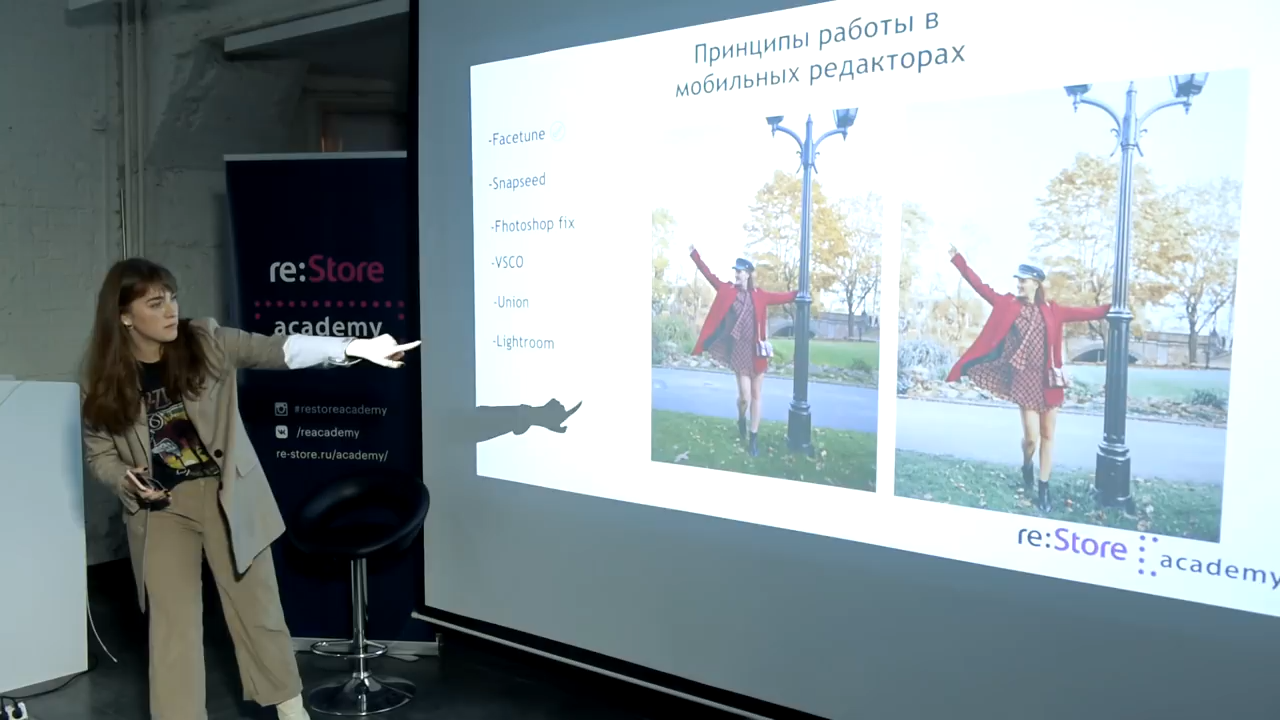 Принципы работы в
мобильных редакторах
-Facetune
-Snapseed
-Fhotoshop fix
-VSCO
-Union
-Lightroom
re:Store academy
re:Store
academy
#restoreacademy
/reacademy
re-store.ru/academy/